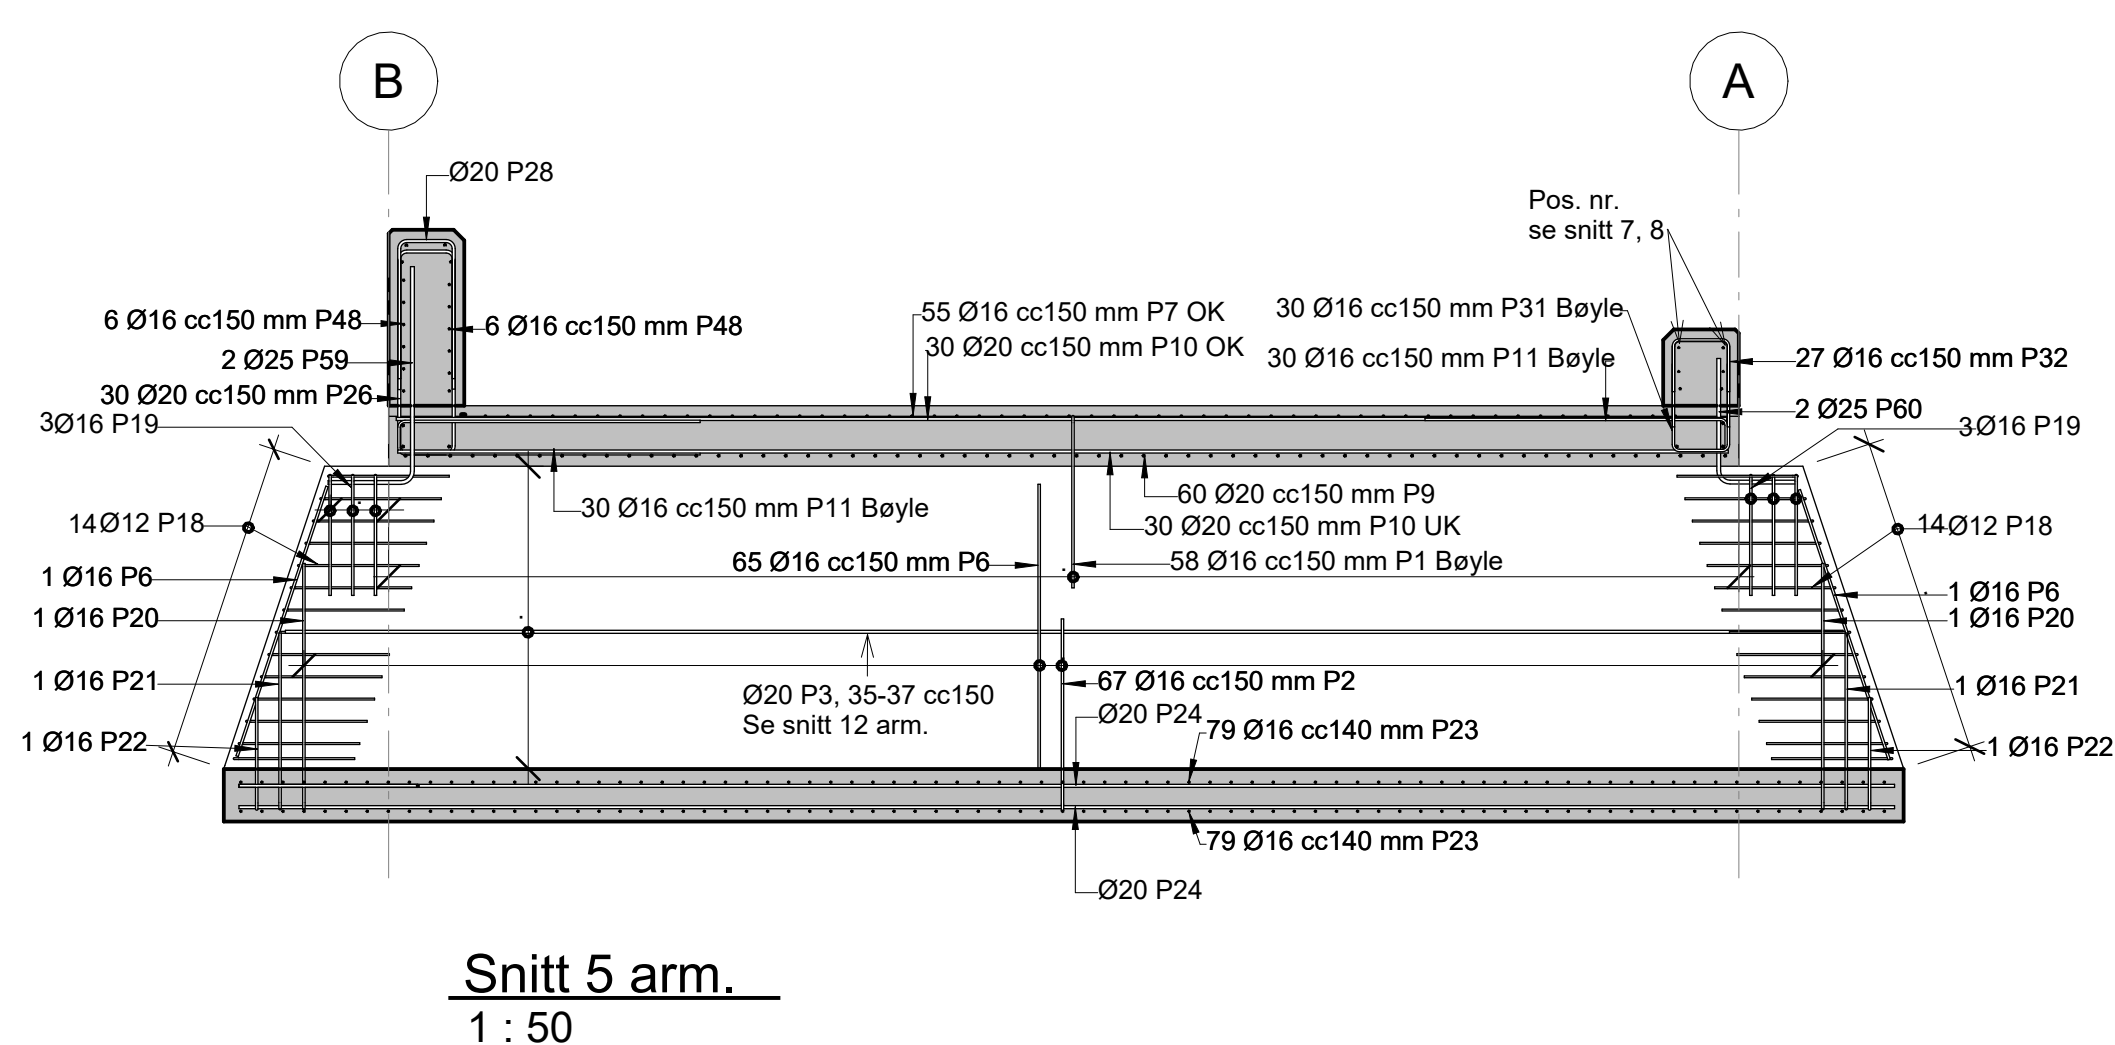 B
A
Ø20 P28
Pos. nr.
se snitt 7, 8
6 Ø16 cc150 mm P48
6 Ø16 cc150 mm P48
55 Ø16 cc150 mm P7 OK
30 Ø16 cc150 mm P31 Bøyle
2 Ø25 P59
30 Ø20 cc150 mm P10 OK
30 Ø16 cc150 mm P11 Bøyle
27 Ø16 cc150 mm P32
30 Ø20 cc150 mm P26
2 Ø25 P60
3Ø16 P19
3Ø16 P19
60 Ø20 cc150 mm P9
30 Ø16 cc150 mm P11 Bøyle
14Ø12 P18
30 Ø20 cc150 mm P10 UK
14Ø12 P18
65 Ø16 cc150 mm P6
58 Ø16 cc150 mm P1 Bøyle
1 Ø16 P6
1 Ø16 P6
1 Ø16 P20
1 Ø16 P20
1 Ø16 P21
67 Ø16 cc150 mm P2
1 Ø16 P21
Ø20 P3, 35-37 cc150
Se snitt 12 arm.
Ø20 P24
79 Ø16 cc140 mm P23
1 Ø16 P22
1 Ø16 P22
79 Ø16 cc140 mm P23
Ø20 P24
Snitt 5 arm.
1 : 50